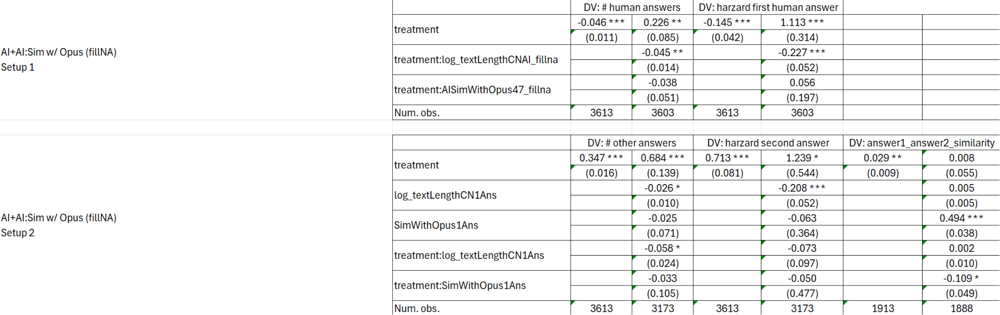 DV: # human answers DV: harzard first human answer
treatment -0.046 *** 0.226 ** -0.145 *** 1.113 ***
(0.011) (0.085) (0.042) (0.314)
AI+AI:Sim w/ Opus (fillNA)
Setup 1
treatment:log_textLengthCNAI_fillna -0.045 ** -0.227 ***
(0.014) (0.052)
treatment:AISimWithOpus47_fillna -0.038 0.056
(0.051) (0.197)
Num. obs. 3613 3603 3613 3603
DV: # other answers DV: harzard second answer DV: answer1_answer2_similarity
treatment 0.347 *** 0.684 *** 0.713 *** 1.239 * 0.029 ** 0.008
(0.016) (0.139) (0.081) (0.544) (0.009) (0.055)
log_textLengthCN1Ans -0.026 * -0.208 *** 0.005
(0.010) (0.052) (0.005)
AI+AI:Sim w/ Opus (fillNA)
Setup 2
SimWithOpus1Ans -0.025 -0.063 0.494 ***
(0.071) (0.364) (0.038)
treatment:log_textLengthCN1Ans -0.058 * -0.073 0.002
(0.024) (0.097) (0.010)
treatment:SimWithOpus1Ans -0.033 -0.050 -0.109 *
(0.105) (0.477) (0.049)
Num. obs. 3613 3173 3613 3173 1913 1888